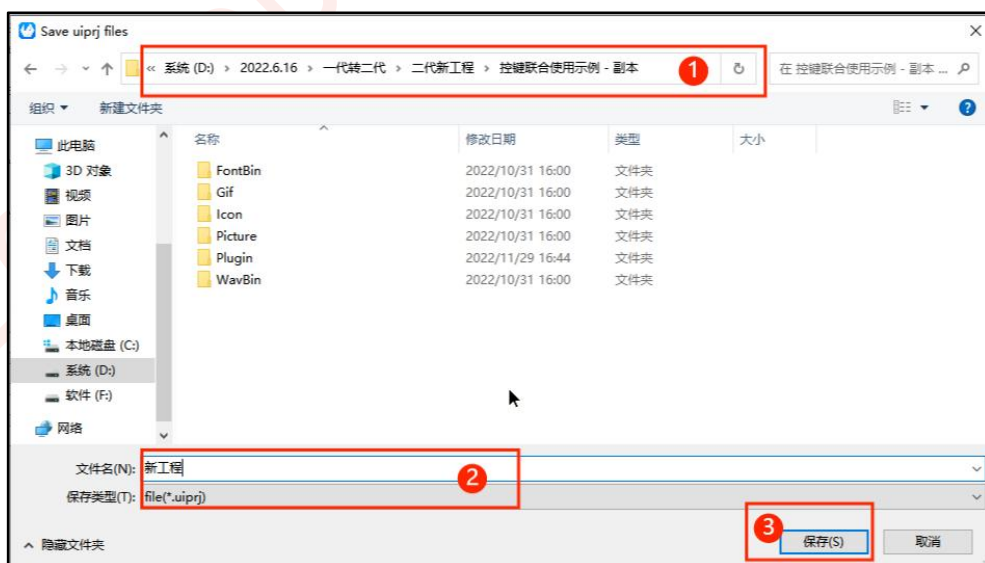 Save uiprj files
« 系统 (D:) › 2022.6.16 › 一代转二代 › 二代新工程 › 控键联合使用示例 - 副本 1 在 控键联合使用示例 - 副本 ...
组织 新建文件夹 ?
名称 修改日期 类型 大小
此电脑
3D 对象 FontBin 2022/10/31 16:00 文件夹
视频 Gif 2022/10/31 16:00 文件夹
图片 Icon 2022/10/31 16:00 文件夹
文档 Picture 2022/10/31 16:00 文件夹
下载 Plugin 2022/11/29 16:44 文件夹
音乐 WavBin 2022/10/31 16:00 文件夹
桌面
本地磁盘 (C:)
系统 (D:)
软件 (F:)
网络
文件名(N): 新工程 2
保存类型(T): file(*.uiprj)
隐藏文件夹 3 保存(S) 取消